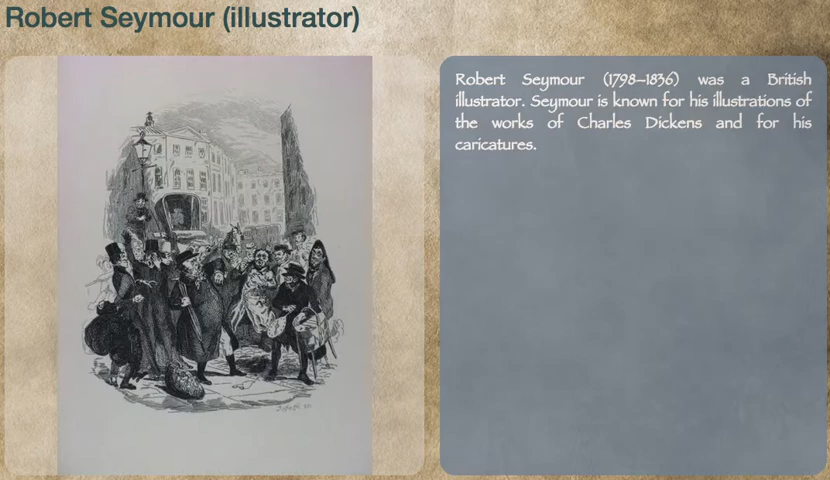 Robert Seymour (illustrator)
Robert Seymour (1798–1836) was a British
illustrator. Seymour is known for his illustrations of
the works of Charles Dickens and for his
caricatures.